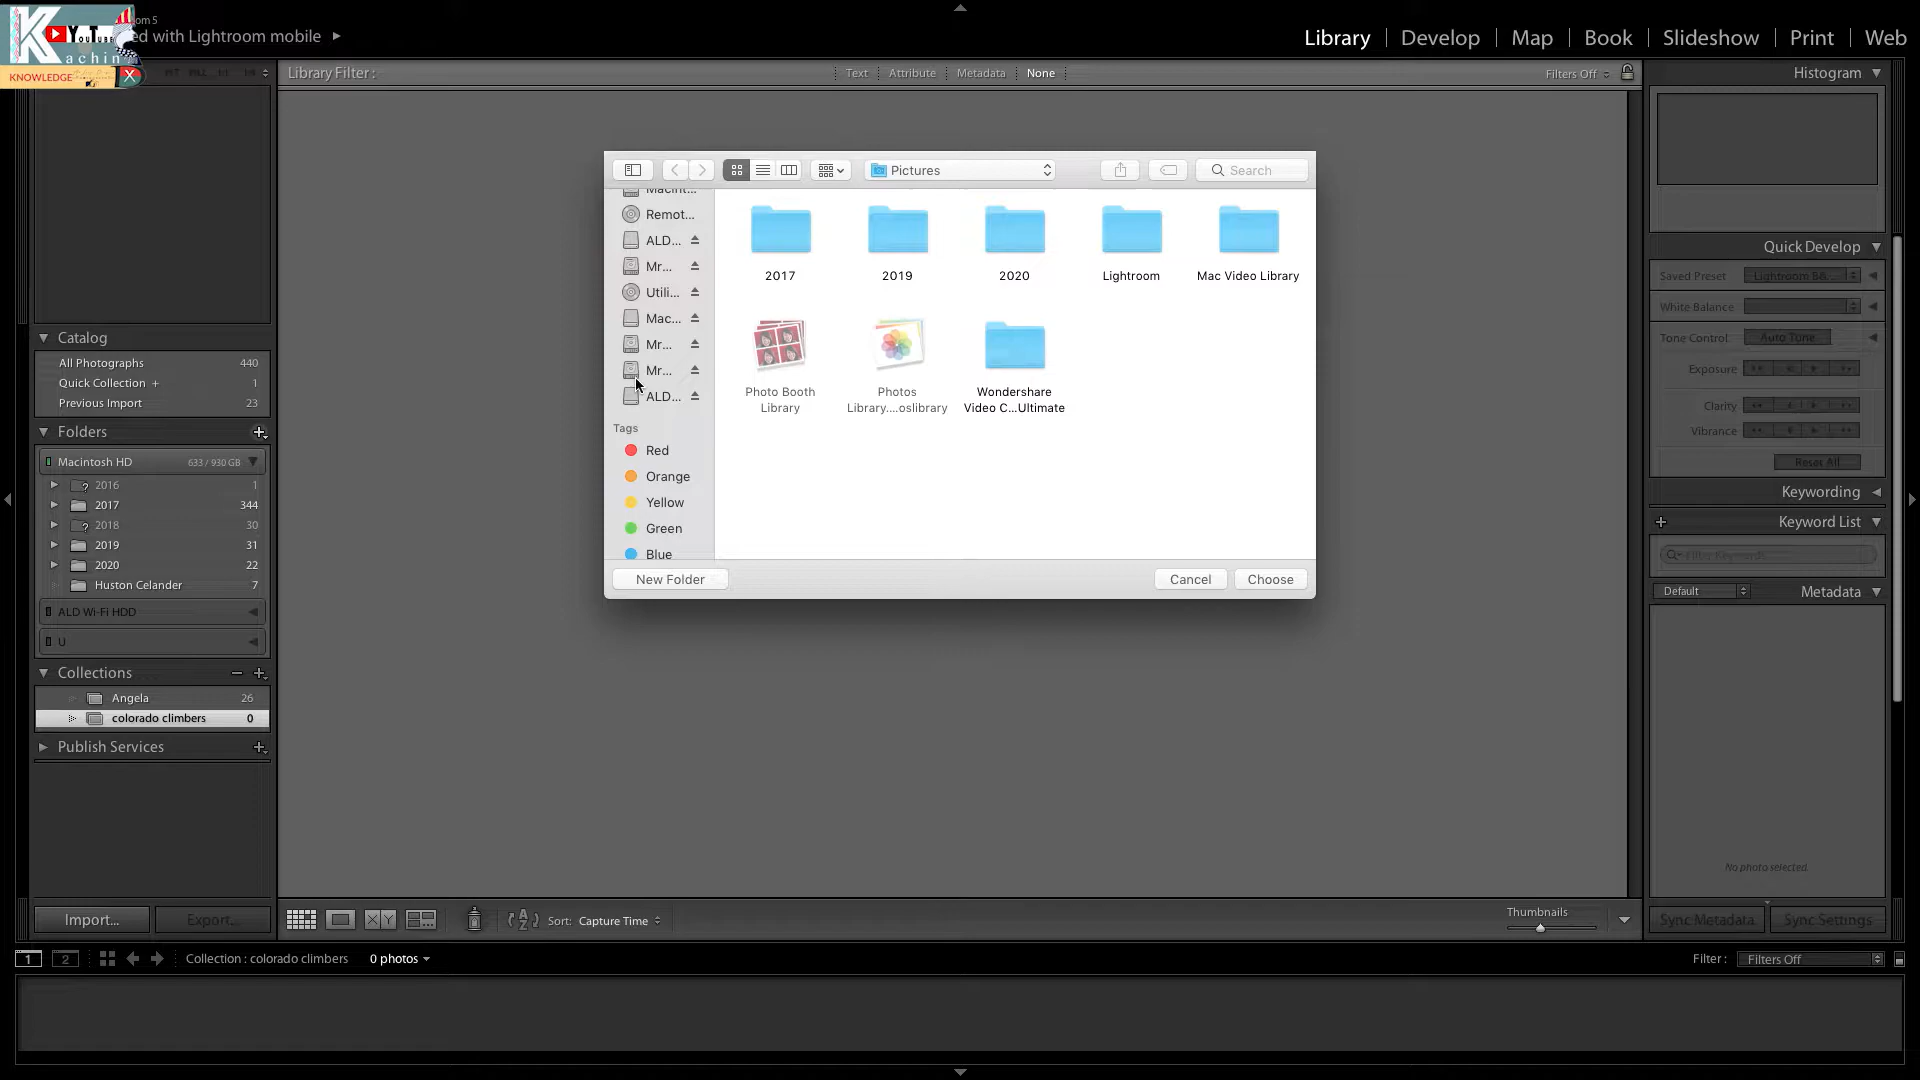 K
YouTube
achin
KNOWLEDGE X
ed with Lightroom mobile
Library | Develop | Map | Book | Slideshow | Print | Web
Library Filter :
Text | Attribute | Metadata | None
Filters Off
Histogram
Pictures
Search
Remot...
ALD...
Mr...
Utili...
Mac...
Mr...
Mr...
ALD...
Tags
Red
Orange
Yellow
Green
Blue
2017
2019
2020
Lightroom
Mac Video Library
Photo Booth
Library
Photos
Library....oslibrary
Wondershare
Video C...Ultimate
New Folder
Cancel
Choose
Catalog
All Photographs 440
Quick Collection + 1
Previous Import 23
Folders
Macintosh HD 633 / 930 GB
2016 1
2017 344
2018 30
2019 31
2020 22
Huston Celander 7
ALD Wi-Fi HDD
U
Collections
Angela 26
colorado climbers 0
Publish Services
Import...
Export...
Quick Develop
Saved Preset
White Balance
Tone Control Auto Tone
Exposure
Clarity
Vibrance
Reset All
Keywording
Keyword List
Filter Keywords
Default Metadata
No photo selected.
X Y
Sort: Capture Time
Thumbnails
Sync Metadata
Sync Settings
1 2
Collection : colorado climbers
0 photos
Filter : Filters Off